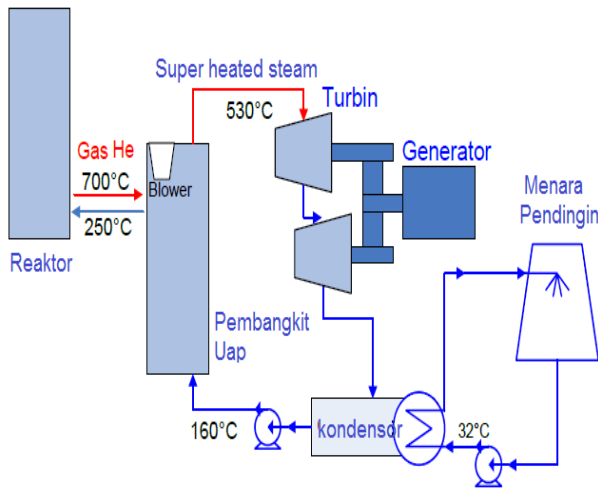 Super heated steam
530°C
Turbin
Gas He
700°C
250°C
Blower
Generator
Menara
Pendingin
Reaktor
Pembangkit
Uap
160°C
kondensor
32°C